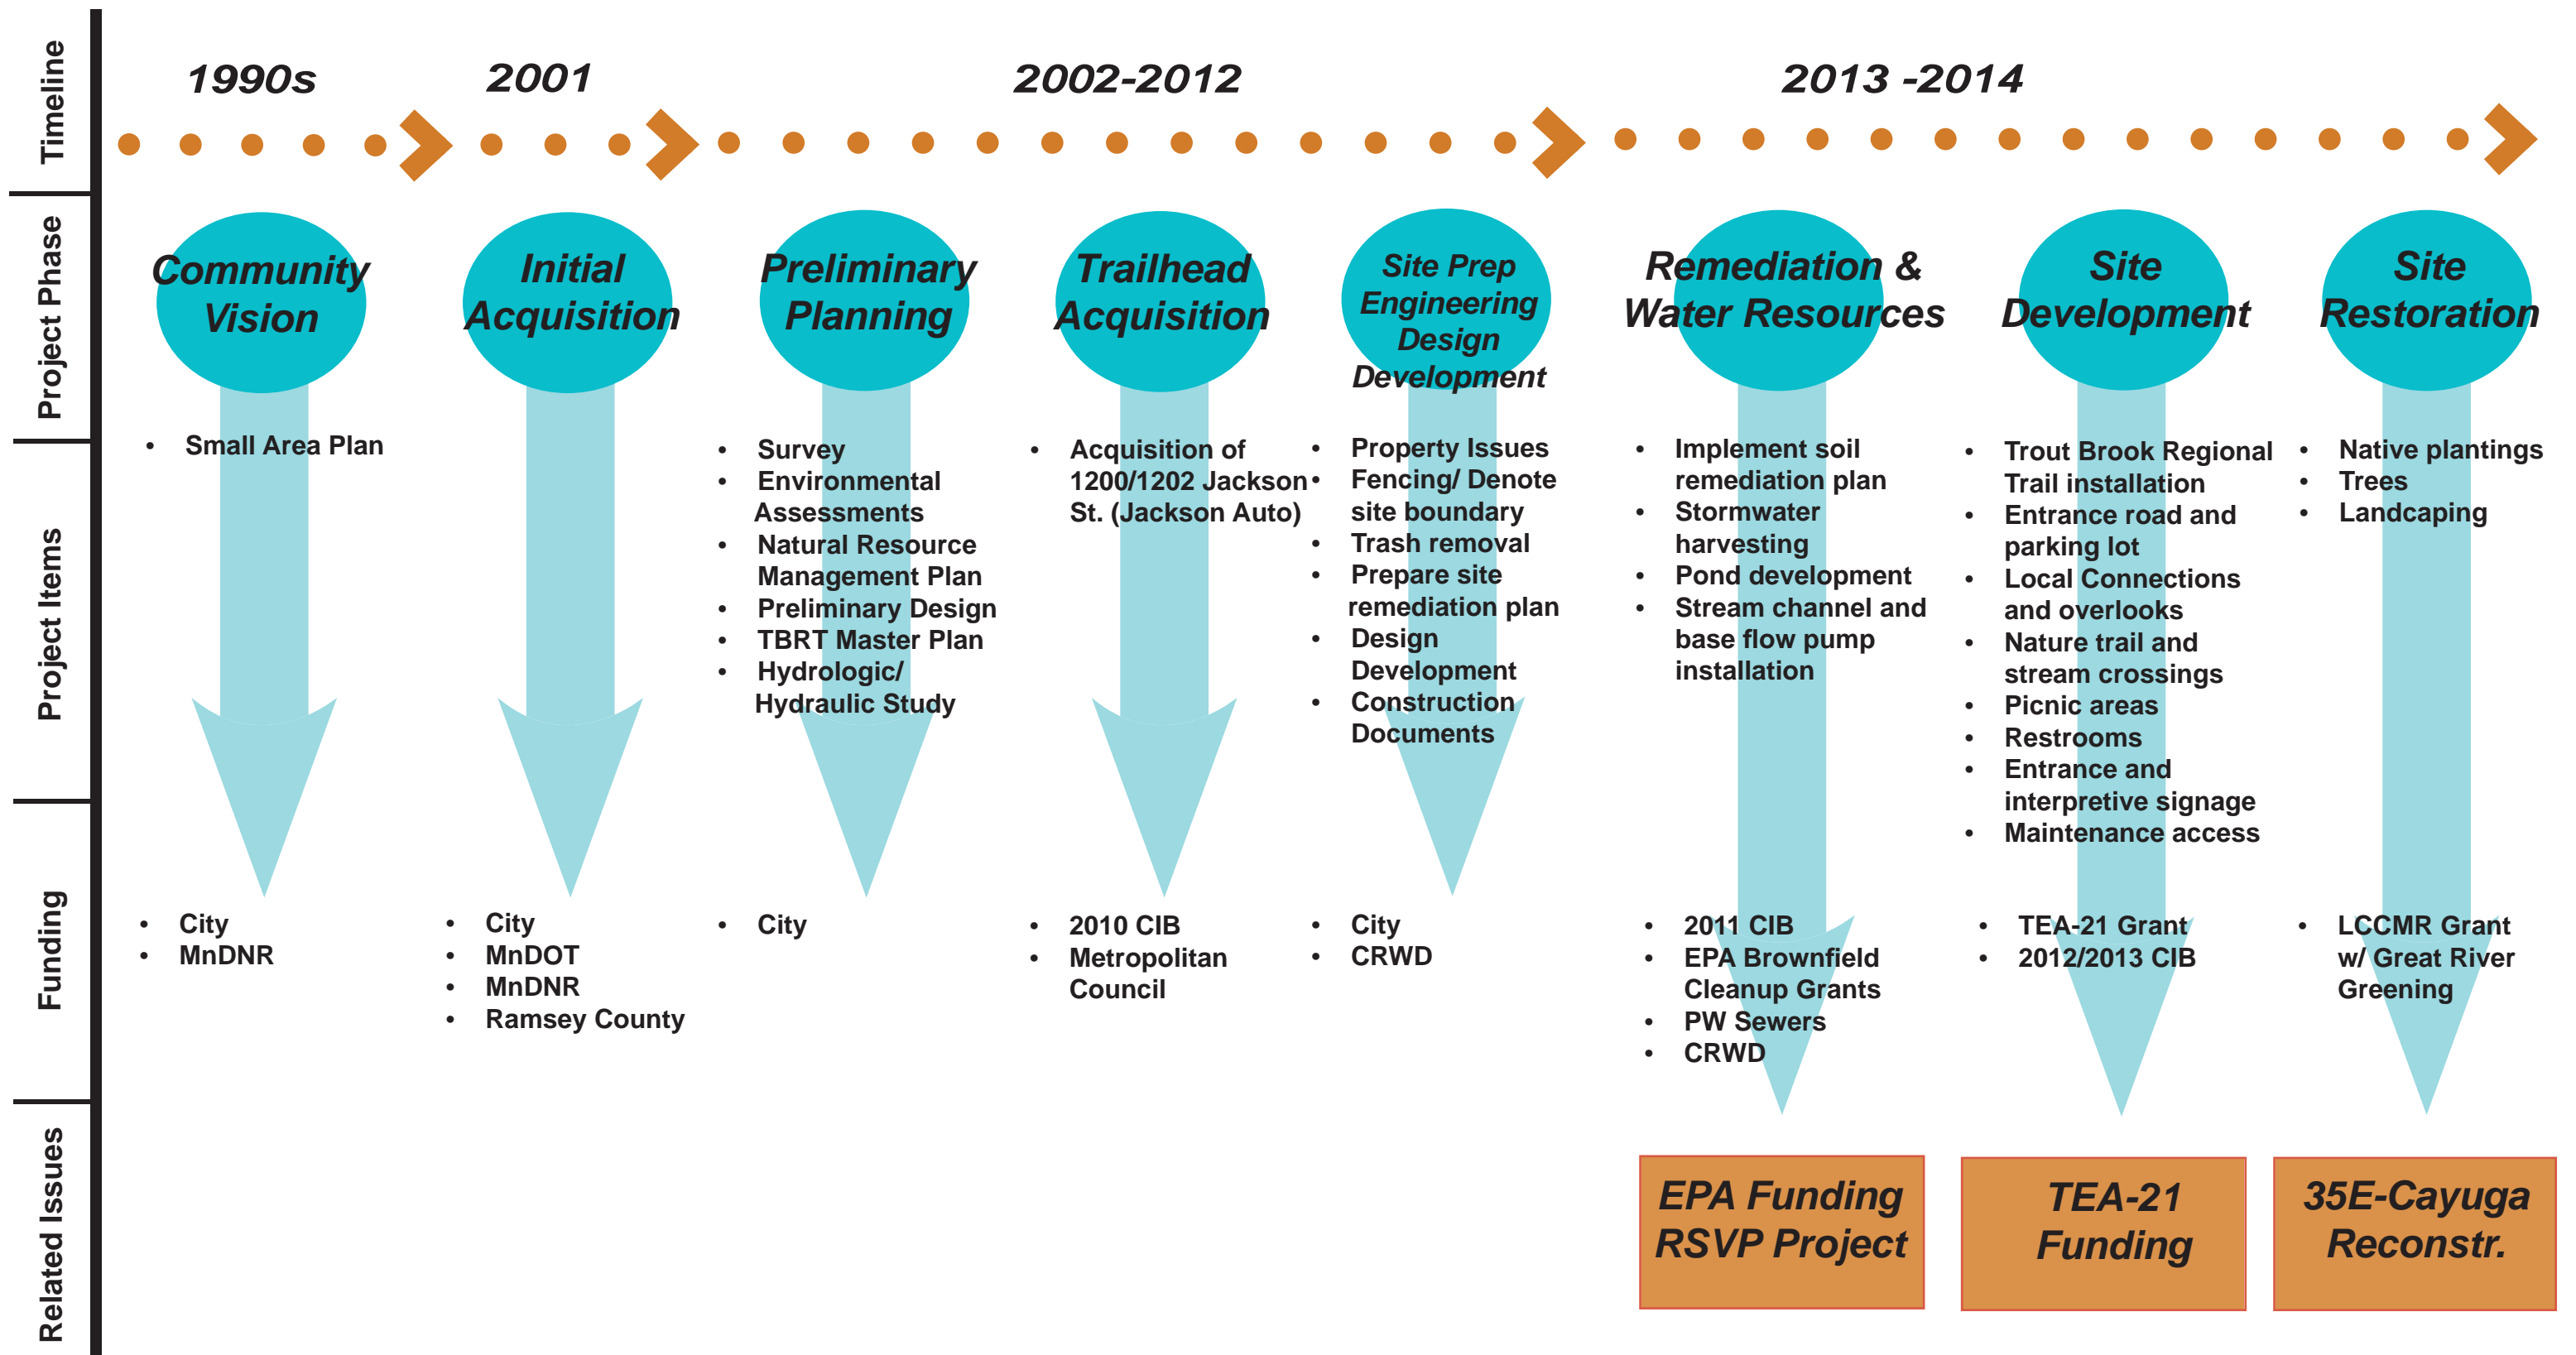 Timeline
1990s
2001
2002-2012
2013 -2014
Project Phase
Community
Vision
Initial
Acquisition
Preliminary
Planning
Trailhead
Acquisition
Site Prep
Engineering
Design
Development
Remediation &
Water Resources
Site
Development
Site
Restoration
Project Items
• Small Area Plan
• Survey
• Environmental
Assessments
• Natural Resource
Management Plan
• Preliminary Design
• TBRT Master Plan
• Hydrologic/
Hydraulic Study
• Acquisition of
1200/1202 Jackson
St. (Jackson Auto)
• Property Issues
• Fencing/ Denote
site boundary
• Trash removal
• Prepare site
remediation plan
• Design
Development
• Construction
Documents
• Implement soil
remediation plan
• Stormwater
harvesting
• Pond development
• Stream channel and
base flow pump
installation
• Trout Brook Regional
Trail installation
• Entrance road and
parking lot
• Local Connections
and overlooks
• Nature trail and
stream crossings
• Picnic areas
• Restrooms
• Entrance and
interpretive signage
• Maintenance access
• Native plantings
• Trees
• Landcaping
Funding
• City
• MnDNR
• City
• MnDOT
• MnDNR
• Ramsey County
• City
• 2010 CIB
• Metropolitan
Council
• City
• CRWD
• 2011 CIB
• EPA Brownfield
Cleanup Grants
• PW Sewers
• CRWD
• TEA-21 Grant
• 2012/2013 CIB
• LCCMR Grant
w/ Great River
Greening
Related Issues
EPA Funding
RSVP Project
TEA-21
Funding
35E-Cayuga
Reconstr.